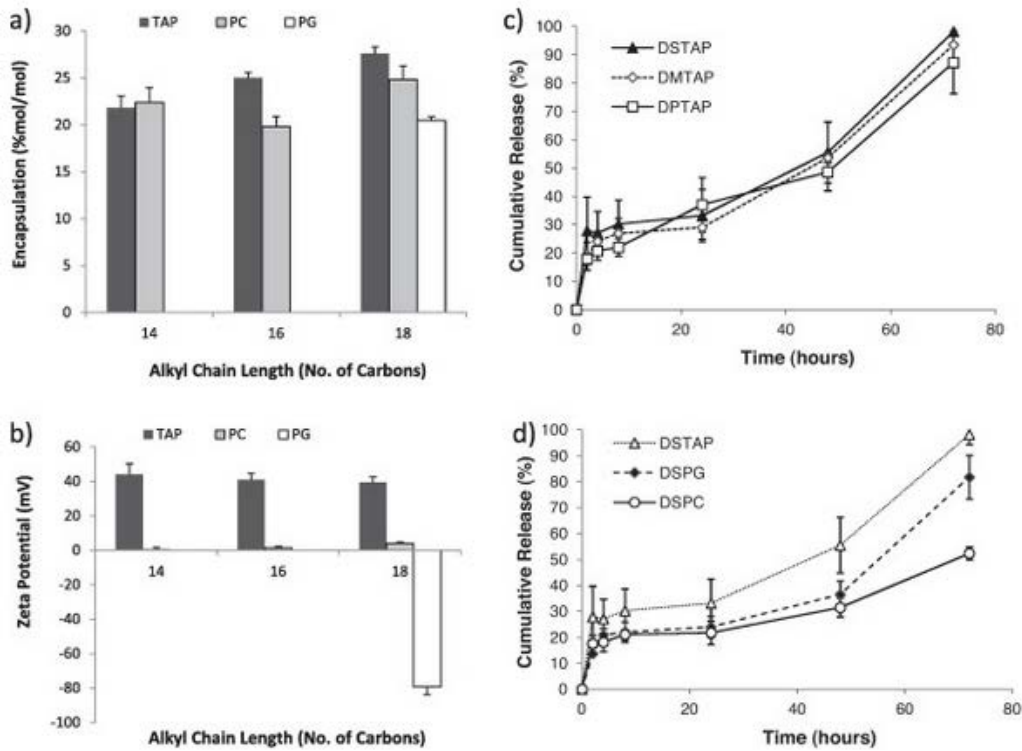 a)
TAP PC PG
Encapsulation (%mol/mol)
30
25
20
15
10
5
0
14 16 18
Alkyl Chain Length (No. of Carbons)
b)
TAP PC PG
Zeta Potential (mV)
60
40
20
0
-20
-40
-60
-80
-100
14 16 18
Alkyl Chain Length (No. of Carbons)
c)
DSTAP
DMTAP
DPTAP
Cumulative Release (%)
100
90
80
70
60
50
40
30
20
10
0
0 20 40 60 80
Time (hours)
d)
DSTAP
DSPG
DSPC
Cumulative Release (%)
100
90
80
70
60
50
40
30
20
10
0
0 20 40 60 80
Time (hours)